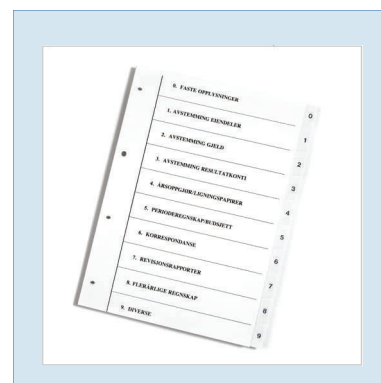 0. FASTE OPPLYSNINGER 0
1. AVSTEMMING EIENDELER 1
2. AVSTEMMING GJELD 2
3. AVSTEMMING RESULTATKONTI 3
4. ÅRSOPPGJØR/LIGNINGSPAPIRER 4
5. PERIODEREGNSKAP/BUDSJETT 5
6. KORRESPONDANSE 6
7. REVISJONSRAPPORTER 7
8. FLERÅRLIGE REGNSKAP 8
9. DIVERSE 9